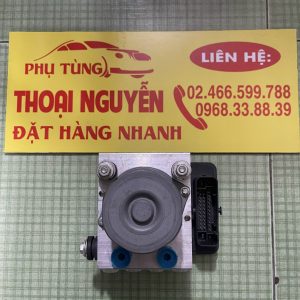 PHỤ TÙNG
THOẠI NGUYỄN
ĐẶT HÀNG NHANH
LIÊN HỆ:
02.466.599.788
0968.33.88.39